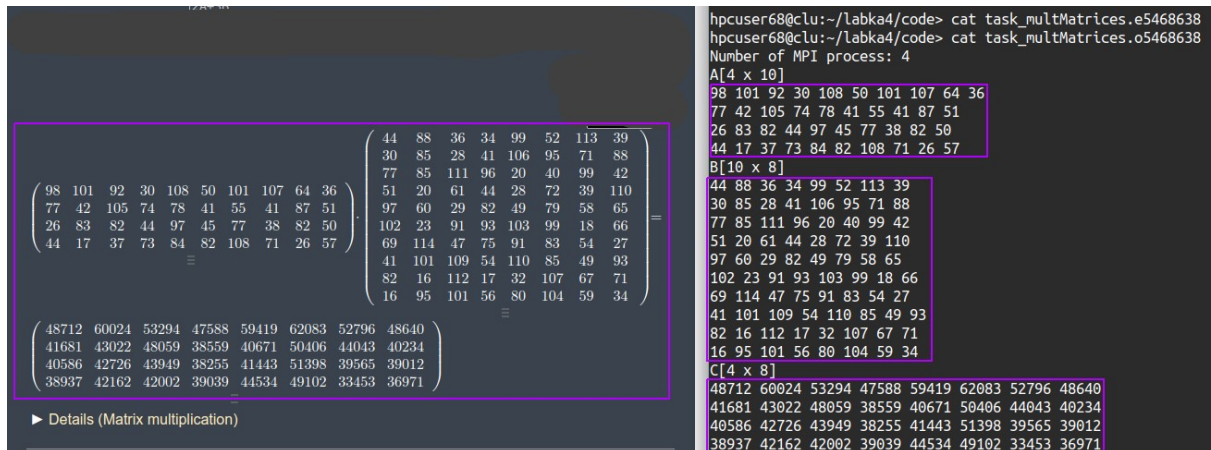 98 101 92 30 108 50 101 107 64 36
77 42 105 74 78 41 55 41 87 51
26 83 82 44 97 45 77 38 82 50
44 17 37 73 84 82 108 71 26 57
·
44 88 36 34 99 52 113 39
30 85 28 41 106 95 71 88
77 85 111 96 20 40 99 42
51 20 61 44 28 72 39 110
97 60 29 82 49 79 58 65
102 23 91 93 103 99 18 66
69 114 47 75 91 83 54 27
41 101 109 54 110 85 49 93
82 16 112 17 32 107 67 71
16 95 101 56 80 104 59 34
=
48712 60024 53294 47588 59419 62083 52796 48640
41681 43022 48059 38559 40671 50406 44043 40234
40586 42726 43949 38255 41443 51398 39565 39012
38937 42162 42002 39039 44534 49102 33453 36971
► Details (Matrix multiplication)
hpcuser68@clu:~/labka4/code> cat task_multMatrices.e5468638
hpcuser68@clu:~/labka4/code> cat task_multMatrices.o5468638
Number of MPI process: 4
A[4 x 10]
98 101 92 30 108 50 101 107 64 36
77 42 105 74 78 41 55 41 87 51
26 83 82 44 97 45 77 38 82 50
44 17 37 73 84 82 108 71 26 57
B[10 x 8]
44 88 36 34 99 52 113 39
30 85 28 41 106 95 71 88
77 85 111 96 20 40 99 42
51 20 61 44 28 72 39 110
97 60 29 82 49 79 58 65
102 23 91 93 103 99 18 66
69 114 47 75 91 83 54 27
41 101 109 54 110 85 49 93
82 16 112 17 32 107 67 71
16 95 101 56 80 104 59 34
C[4 x 8]
48712 60024 53294 47588 59419 62083 52796 48640
41681 43022 48059 38559 40671 50406 44043 40234
40586 42726 43949 38255 41443 51398 39565 39012
38937 42162 42002 39039 44534 49102 33453 36971